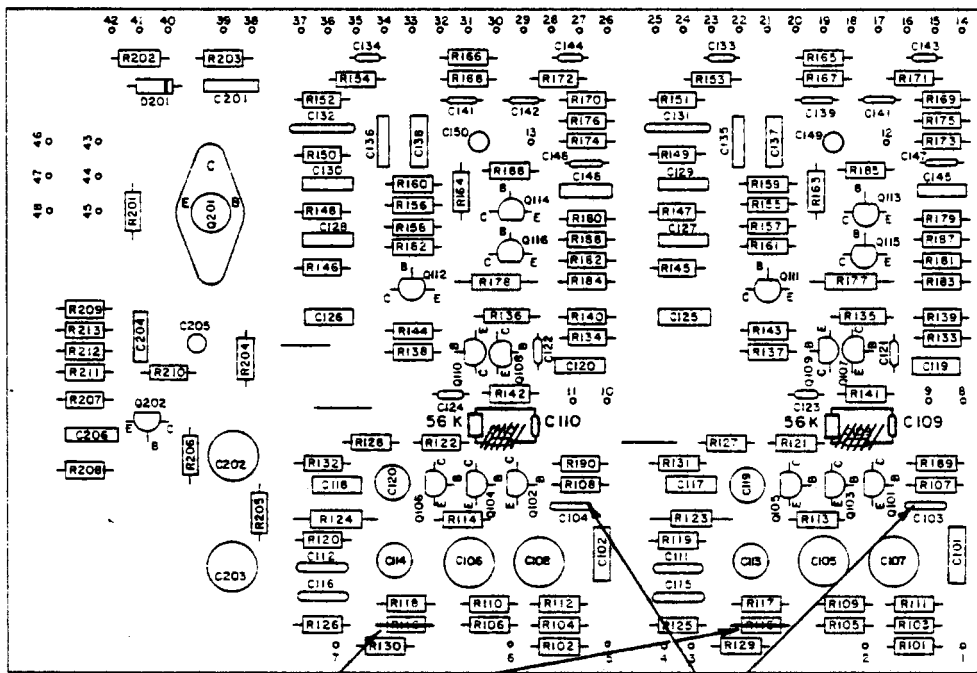 42 41 40 39 38 37 36 35 34 33 32 31 30 29 28 27 26 25 24 23 22 21 20 19 18 17 16 15 14
C134 C144 C133 C143
R202 R203 R166 R165
R154 R168 R172 R153 R167 R171
D201 C201
R152 C141 C142 R170 R151 C139 C141 R169
C132 R176 C131 R175
46 43 C136 C138 C150 13 R174 C135 C137 C149 12 R173
R150 R149
C148 C147
47 44 C C130 R160 R164 R188 C146 C129 R159 R163 R185 C145
R201 E Q201 B
48 45 R148 R156 B Q114 C E R180 R147 R155 B Q113 C E R179
C128 R158 Q116 R186 C127 R157 Q115 R187
R162 B C E R182 R161 B C E R181
R146 B Q112 R178 R184 R145 B Q111 R177 R183
C E C E
R209 C204 C126 R136 R140 C125 R135 R139
R213 C205 R144 R134 R143 R133
R212 R204 R138 B Q110 E C Q108 B C122 R137 B Q109 E C Q107 B C121
R211 R210 C120 C119
R207 C124 R142 11 10 C123 R141 9 8
Q202 E C B
C206 56 K C110 56 K C109
R206 R128 R122 R127 R121
R208 C202 R132 R190 R131 R189
C118 C120 C B E Q106 C B E Q104 C B E Q102 R108 C117 C119 C B E Q105 C B E Q103 C B E Q101 R107
R205 R124 R114 C104 R123 R113 C103
R120 R119
C203 C112 C114 C106 C108 C102 C111 C113 C105 C107 C101
C116 C115
R118 R110 R112 R117 R109 R111
R126 R116 R106 R104 R125 R105 R103
7 R130 6 R102 5 4 3 R129 2 R101 1